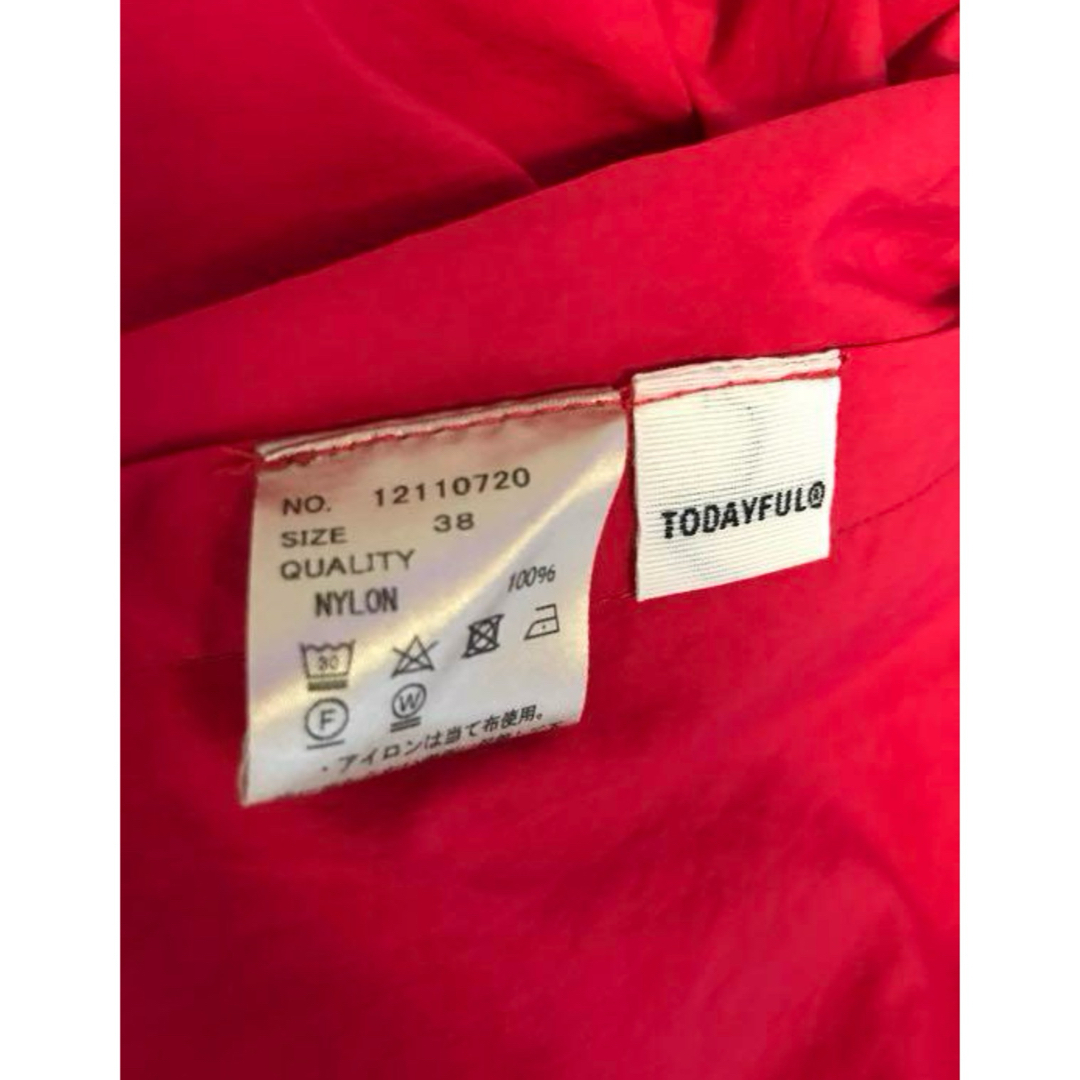 NO. 12110720
SIZE 38
QUALITY
NYLON 100%
30
F W
・アイロンは当て布使用。
TODAYFUL®